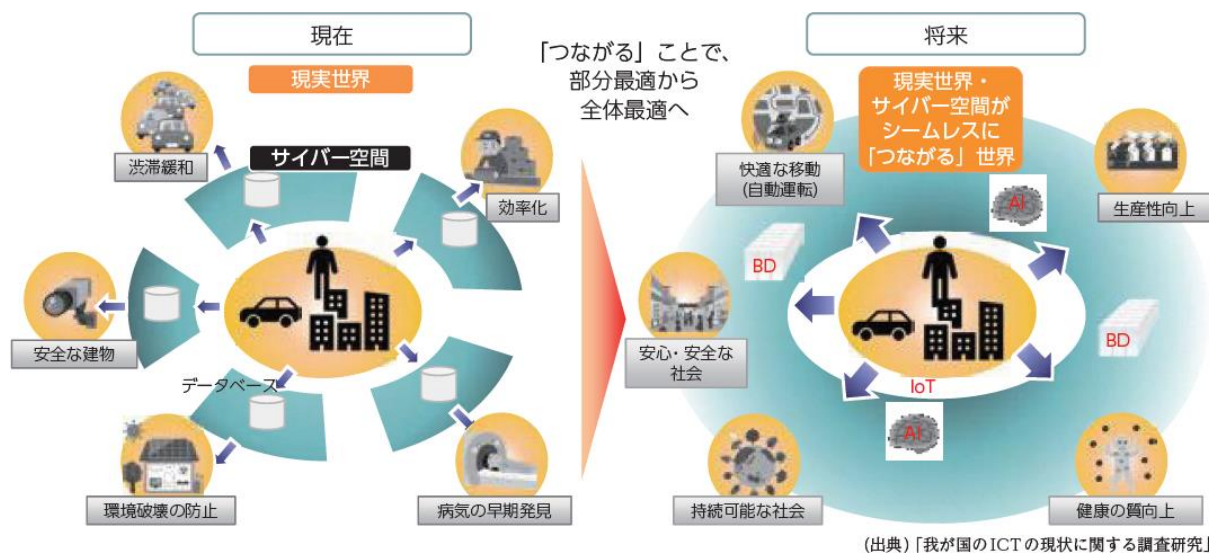 現在
現実世界
サイバー空間
渋滞緩和
効率化
安全な建物
データベース
環境破壊の防止
病気の早期発見
「つながる」ことで、
部分最適から
全体最適へ
将来
現実世界・
サイバー空間が
シームレスに
「つながる」世界
快適な移動
(自動運転)
AI
生産性向上
BD
安心・安全な
社会
BD
IoT
AI
持続可能な社会
健康の質向上
(出典)「我が国のICTの現状に関する調査研究」